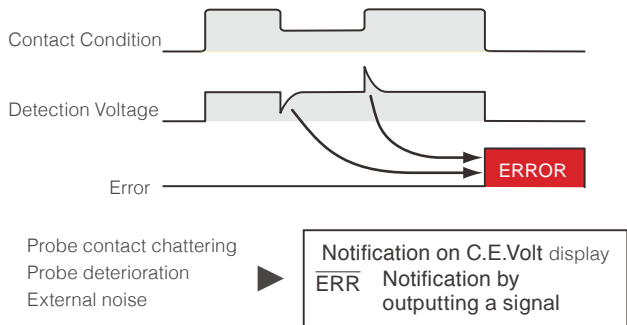 Contact Condition
Detection Voltage
Error
ERROR
Probe contact chattering
Probe deterioration
External noise
Notification on C.E.Volt display
ERR Notification by
outputting a signal